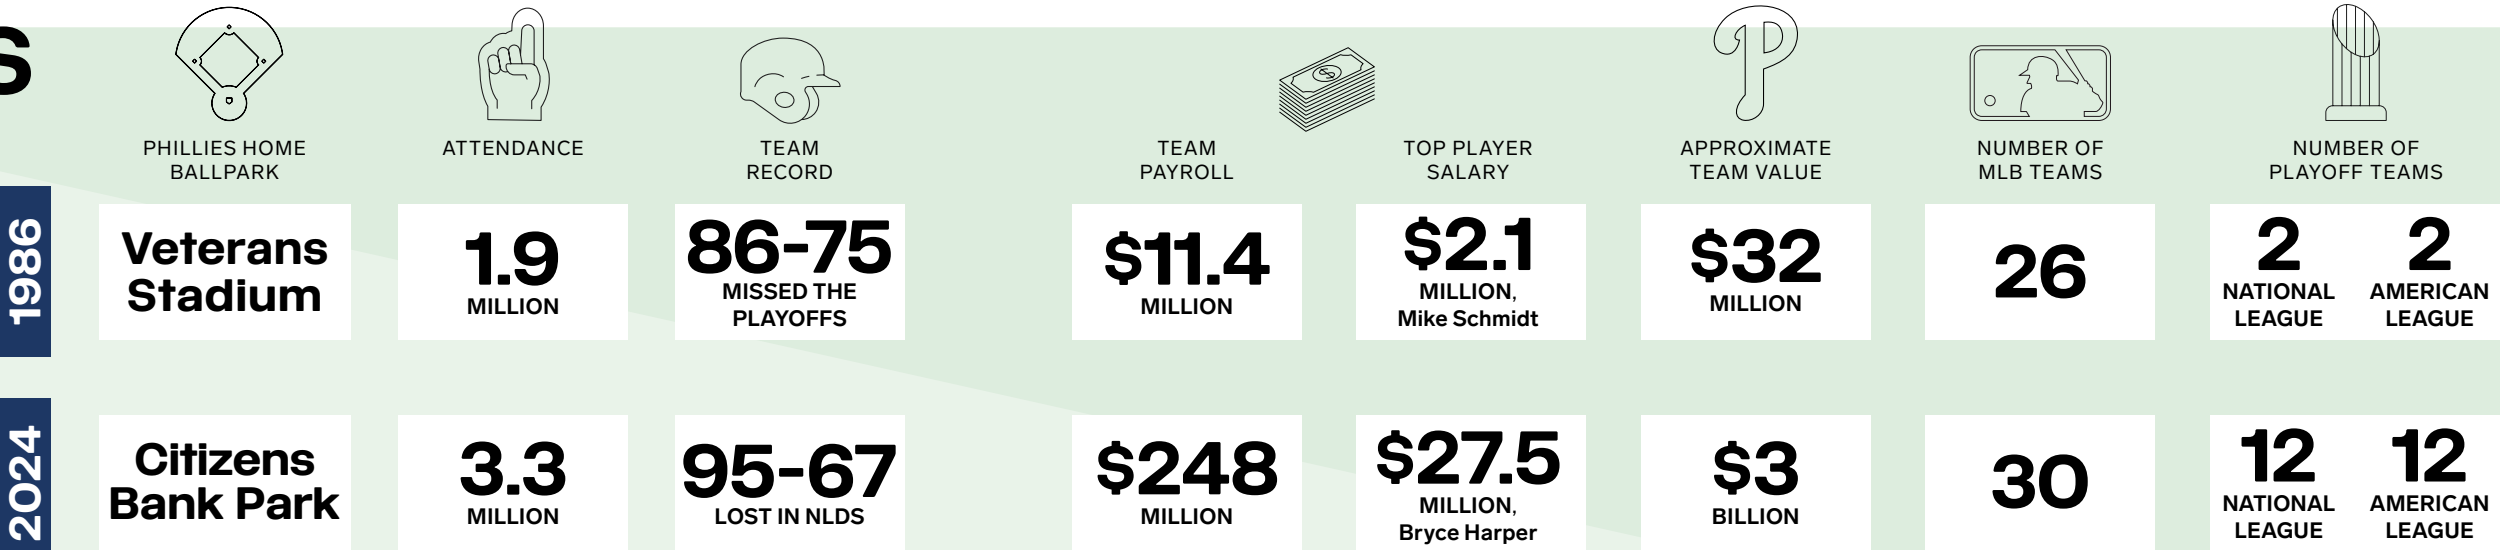 S
PHILLIES HOME
BALLPARK
ATTENDANCE
TEAM
RECORD
TEAM
PAYROLL
TOP PLAYER
SALARY
APPROXIMATE
TEAM VALUE
NUMBER OF
MLB TEAMS
NUMBER OF
PLAYOFF TEAMS
1986
Veterans
Stadium
1.9
MILLION
86-75
MISSED THE
PLAYOFFS
$11.4
MILLION
$2.1
MILLION,
Mike Schmidt
$32
MILLION
26
2
NATIONAL
LEAGUE
2
AMERICAN
LEAGUE
2024
Citizens
Bank Park
3.3
MILLION
95-67
LOST IN NLDS
$248
MILLION
$27.5
MILLION,
Bryce Harper
$3
BILLION
30
12
NATIONAL
LEAGUE
12
AMERICAN
LEAGUE